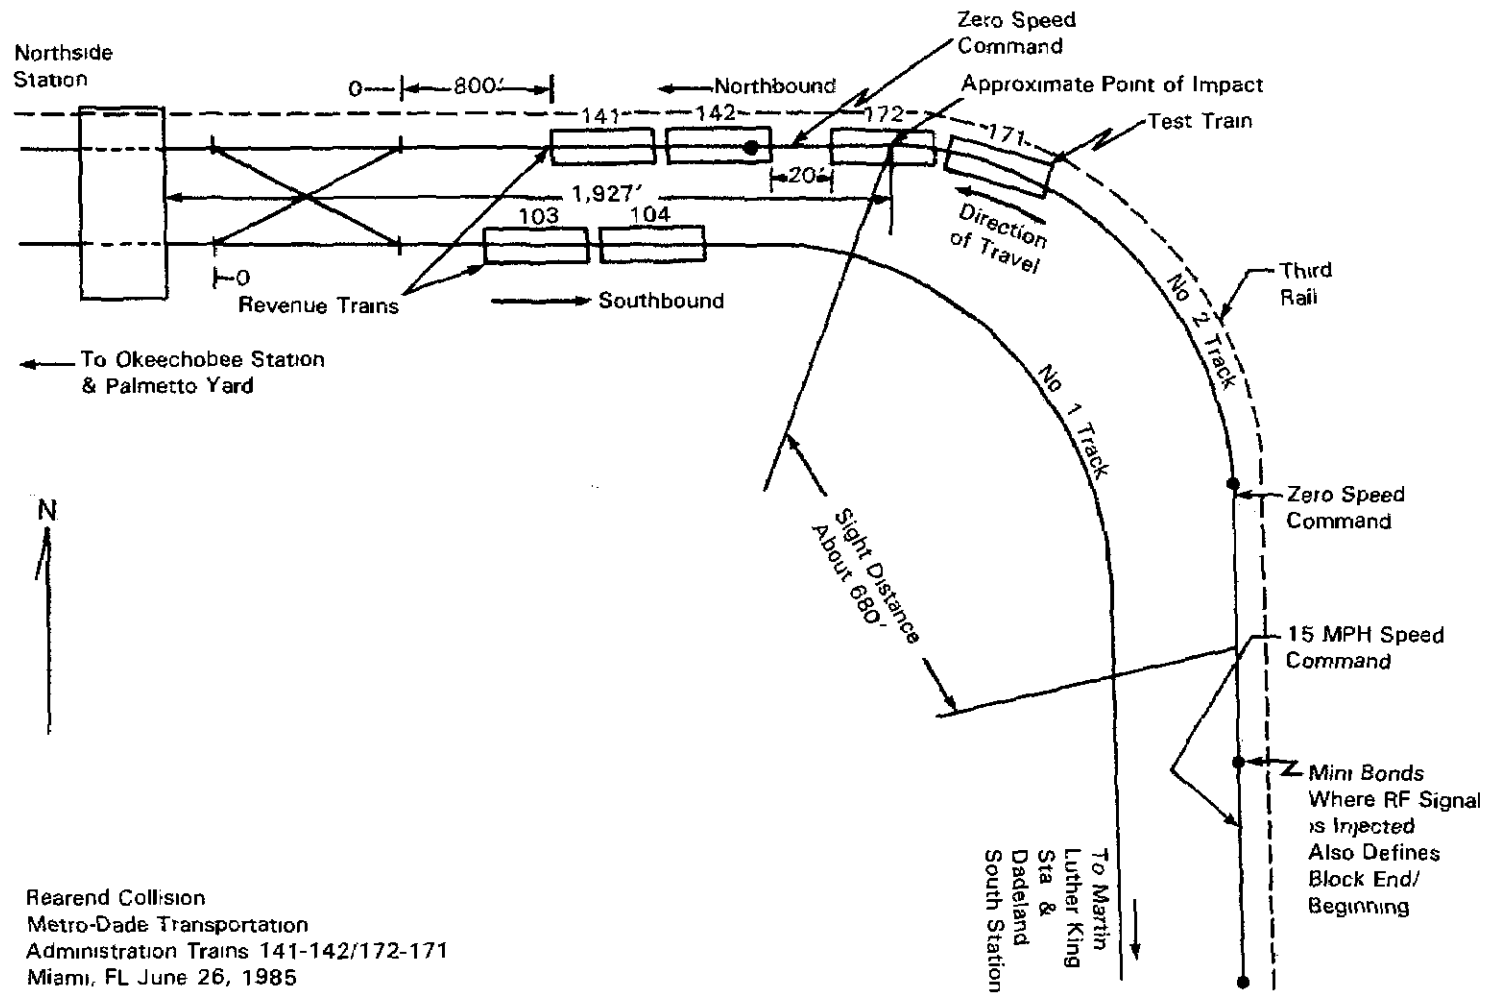 Zero Speed
Command
Northside
Station
0
800′
Northbound
Approximate Point of Impact
141
142
172
171
Test Train
20′
1,927′
103
104
Direction
of Travel
0
Revenue Trains
Southbound
Third
Rail
No 2 Track
To Okeechobee Station
& Palmetto Yard
No 1 Track
N
Zero Speed
Command
Sight Distance
About 680′
15 MPH Speed
Command
Mini Bonds
Where RF Signal
is Injected
Also Defines
Block End/
Beginning
To Martin
Luther King
Sta &
Dadeland
South Station
Rearend Collision
Metro-Dade Transportation
Administration Trains 141-142/172-171
Miami, FL June 26, 1985